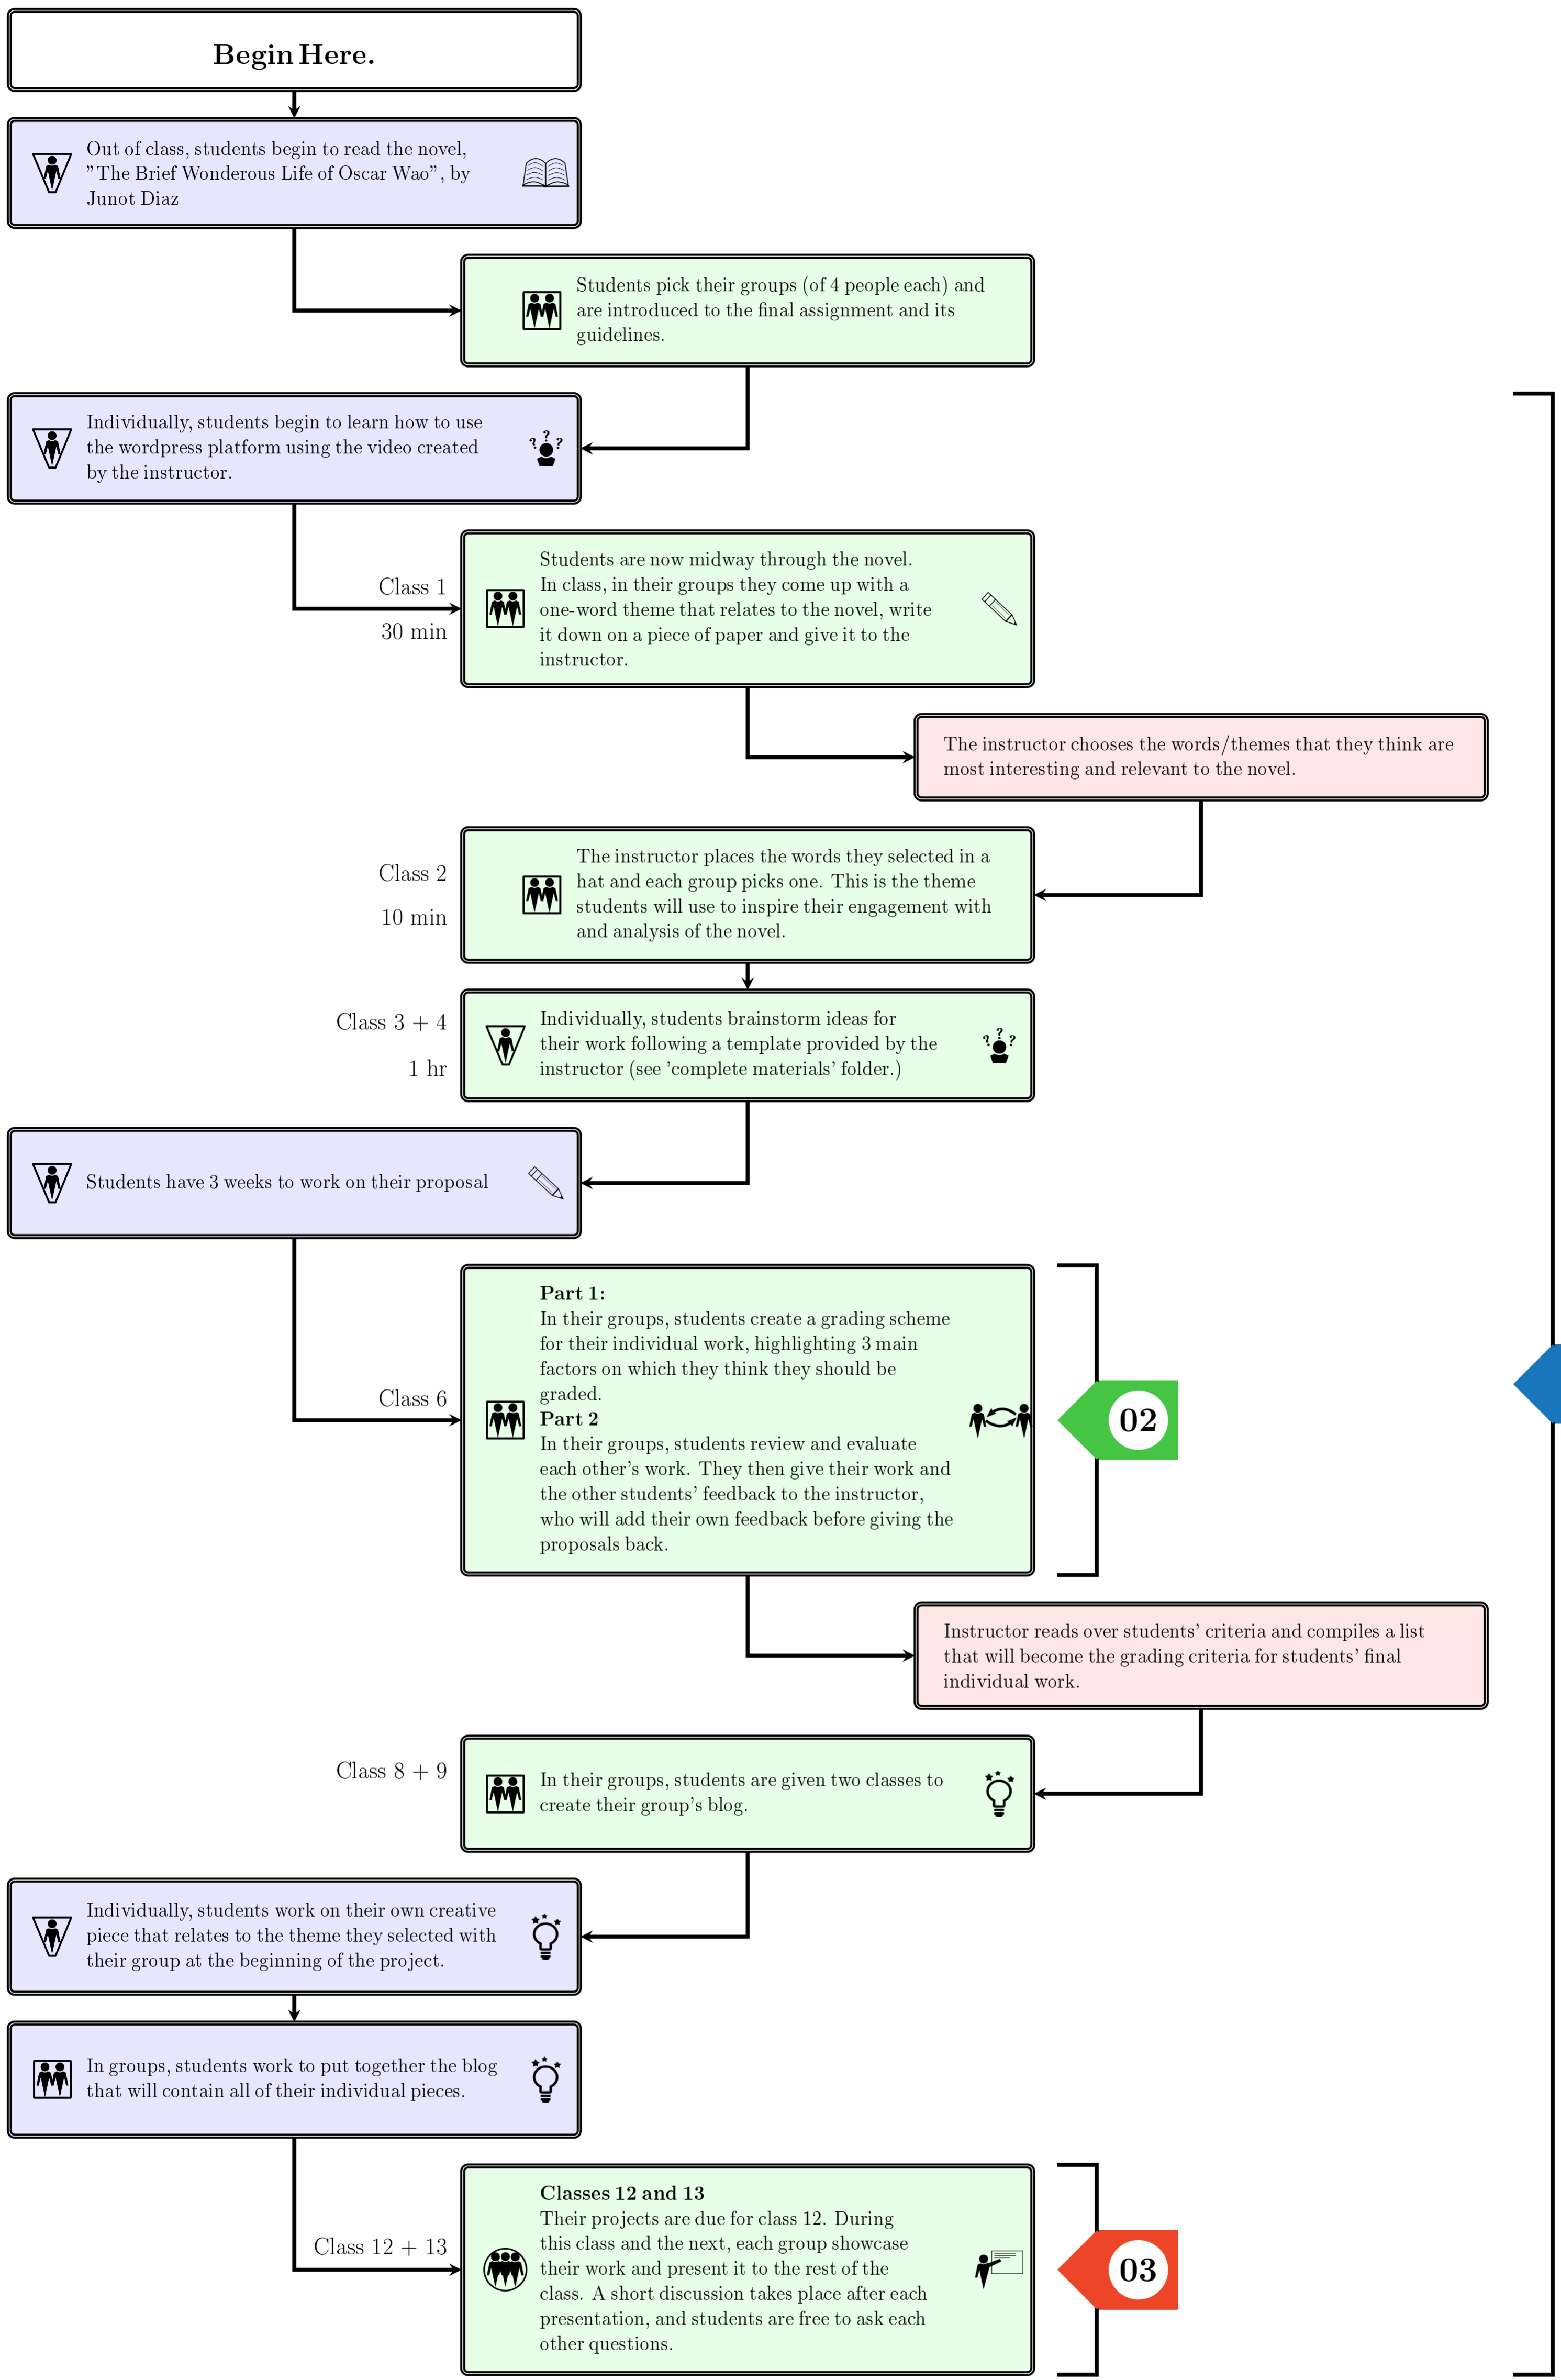 Begin Here.
Out of class, students begin to read the novel,
”The Brief Wonderous Life of Oscar Wao”, by
Junot Diaz
Students pick their groups (of 4 people each) and
are introduced to the final assignment and its
guidelines.
Individually, students begin to learn how to use
the wordpress platform using the video created
by the instructor.
Class 1
30 min
Students are now midway through the novel.
In class, in their groups they come up with a
one-word theme that relates to the novel, write
it down on a piece of paper and give it to the
instructor.
The instructor chooses the words/themes that they think are
most interesting and relevant to the novel.
Class 2
10 min
The instructor places the words they selected in a
hat and each group picks one. This is the theme
students will use to inspire their engagement with
and analysis of the novel.
Class 3 + 4
1 hr
Individually, students brainstorm ideas for
their work following a template provided by the
instructor (see ’complete materials’ folder.)
Students have 3 weeks to work on their proposal
Class 6
Part 1:
In their groups, students create a grading scheme
for their individual work, highlighting 3 main
factors on which they think they should be
graded.
Part 2
In their groups, students review and evaluate
each other’s work. They then give their work and
the other students’ feedback to the instructor,
who will add their own feedback before giving the
proposals back.
02
Instructor reads over students’ criteria and compiles a list
that will become the grading criteria for students’ final
individual work.
Class 8 + 9
In their groups, students are given two classes to
create their group’s blog.
Individually, students work on their own creative
piece that relates to the theme they selected with
their group at the beginning of the project.
In groups, students work to put together the blog
that will contain all of their individual pieces.
Class 12 + 13
Classes 12 and 13
Their projects are due for class 12. During
this class and the next, each group showcase
their work and present it to the rest of the
class. A short discussion takes place after each
presentation, and students are free to ask each
other questions.
03